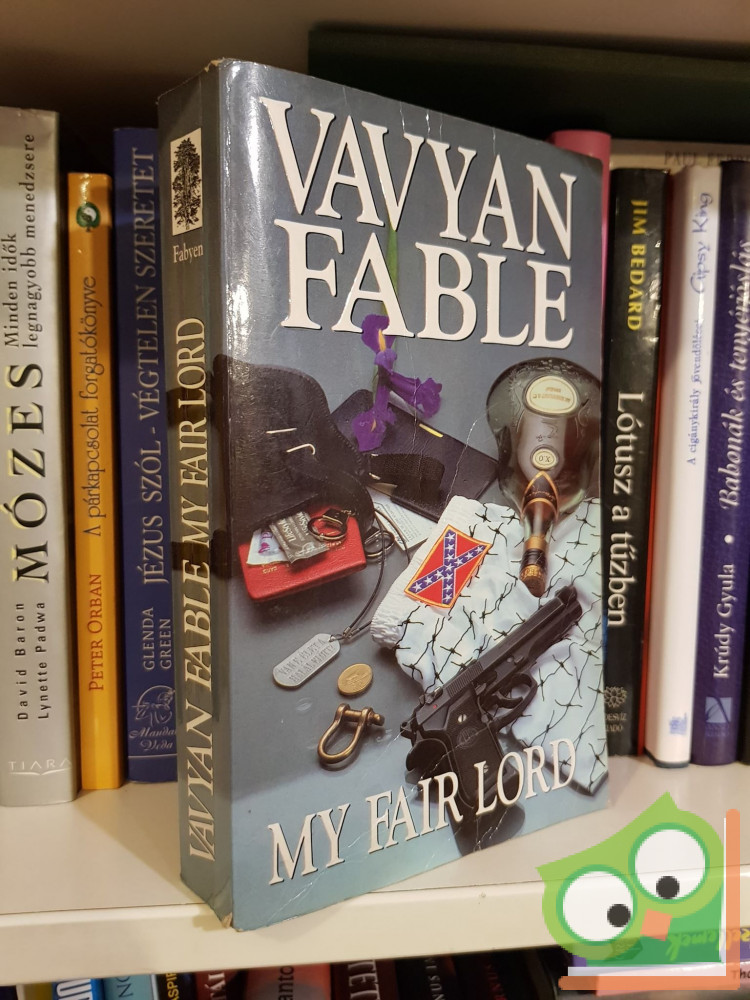 David Baron
Lynette Padwa
MÓZES
Minden idők
legnagyobb menedzsere
TIARA
PETER ORBAN
A párkapcsolat forgatókönyve
GLENDA
GREEN
JÉZUS SZÓL - VÉGTELEN SZERETET
Fabyen
VAVYAN FABLE MY FAIR LORD
VAVYAN
FABLE
X.O
MY FAIR LORD
JIM BEDARD
Lótusz a tűzben
Gipsy King
A cigánykirály jövendölései
Krúdy Gyula • Babonák és tenyérjóslás